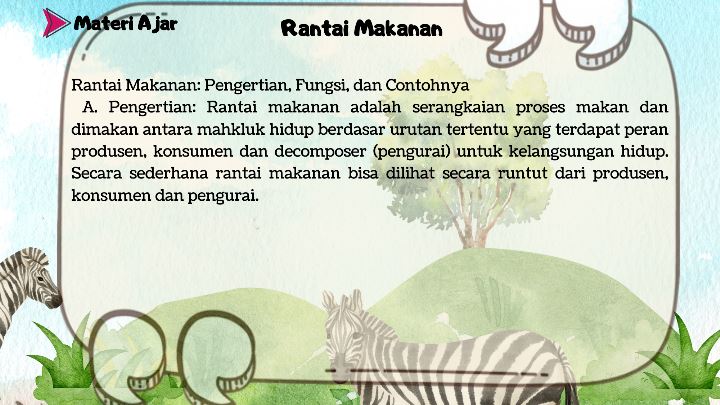 Materi Ajar
Rantai Makanan
Rantai Makanan: Pengertian, Fungsi, dan Contohnya
A. Pengertian: Rantai makanan adalah serangkaian proses makan dan
dimakan antara mahkluk hidup berdasar urutan tertentu yang terdapat peran
produsen, konsumen dan decomposer (pengurai) untuk kelangsungan hidup.
Secara sederhana rantai makanan bisa dilihat secara runtut dari produsen,
konsumen dan pengurai.